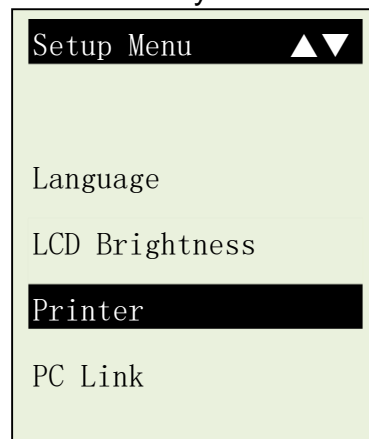 Setup Menu ▲▼
Language
LCD Brightness
Printer
PC Link